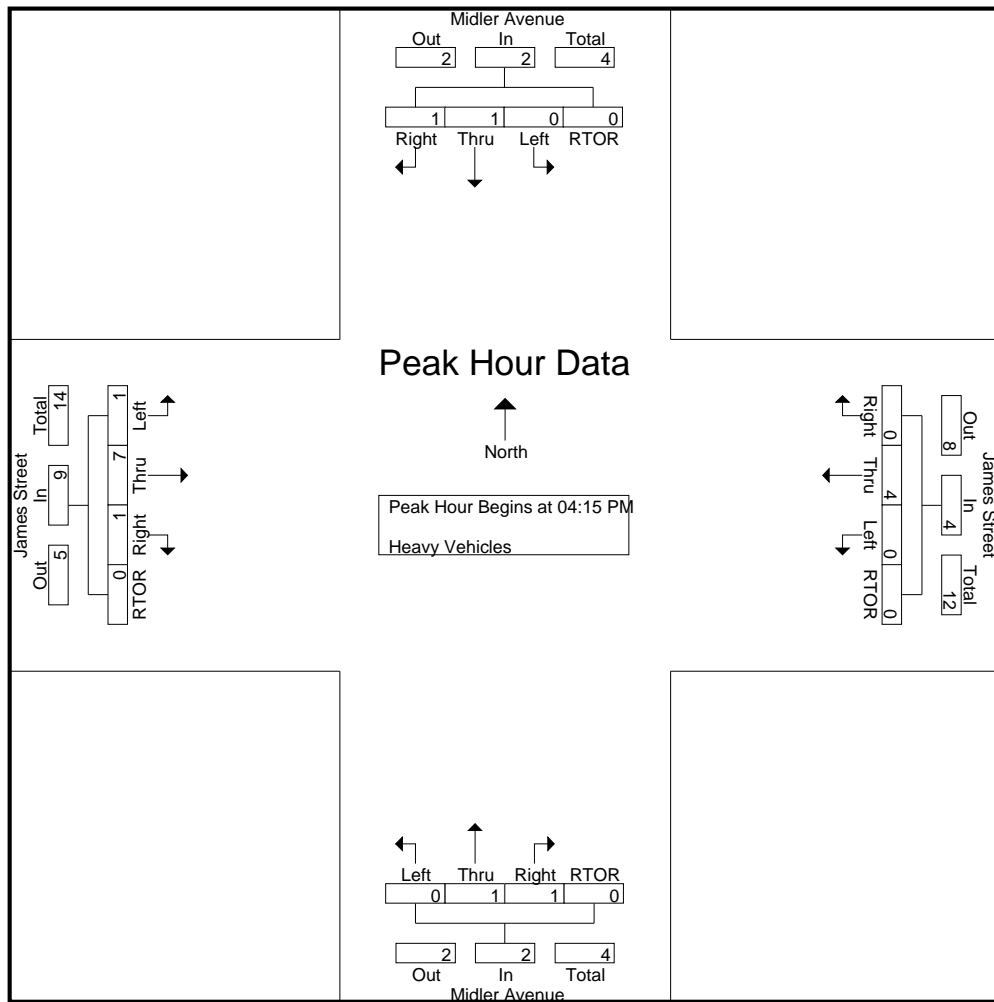 Midler Avenue
Out In Total
2 2 4
1 1 0 0
Right Thru Left RTOR
Peak Hour Data
North
Peak Hour Begins at 04:15 PM
Heavy Vehicles
James Street
Out In Total
5 9 14
0 1 7 1
RTOR Right Thru Left
James Street
Out In Total
8 4 12
0 4 0 0
Right Thru Left RTOR
Left Thru Right RTOR
0 1 1 0
2 2 4
Out In Total
Midler Avenue